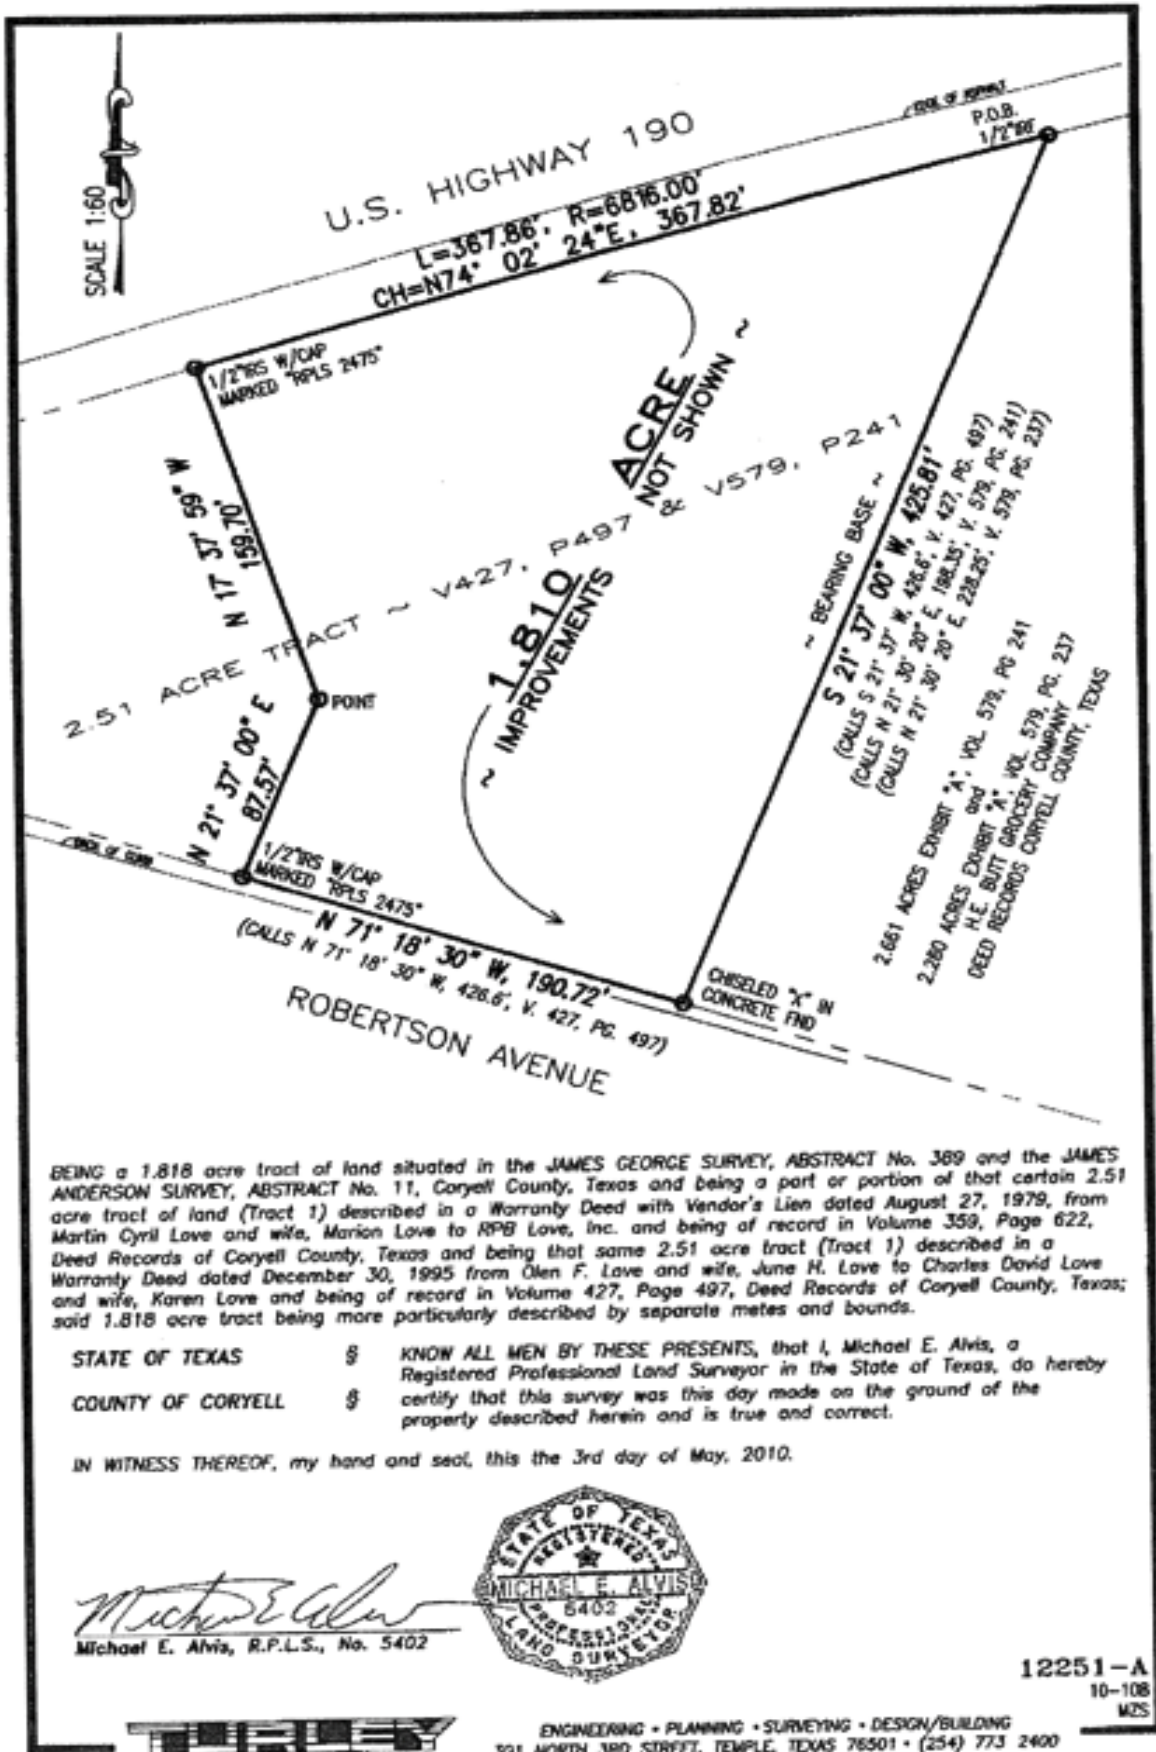 SCALE 1:60
U.S. HIGHWAY 190
EDGE OF ASPHALT
P.O.B.
1/2"IRF
L=367.86', R=6816.00'
CH=N74° 02' 24"E, 367.82'
1/2"IRS W/CAP
MARKED "RPLS 2475"
N 17° 37' 59" W
159.70'
1.810 ACRE
~ IMPROVEMENTS NOT SHOWN ~
2.51 ACRE TRACT ~ V427, P497 & V579, P241
~ BEARING BASE ~
S 21° 37' 00" W, 425.81'
(CALLS S 21° 37' W, 426.6', V. 427, PG. 497)
(CALLS N 21° 30' 20" E, 198.35', V. 579, PG. 241)
(CALLS N 21° 30' 20" E, 228.25', V. 579, PG. 237)
2.661 ACRES EXHIBIT "A", VOL. 579, PG 241
and
2.280 ACRES EXHIBIT "A", VOL. 579, PG. 237
H.E. BUTT GROCERY COMPANY
DEED RECORDS CORYELL COUNTY, TEXAS
POINT
N 21° 37' 00" E
87.57'
BACK OF CURB
1/2"IRS W/CAP
MARKED "RPLS 2475"
N 71° 18' 30" W, 190.72'
(CALLS N 71° 18' 30" W, 426.6', V. 427, PG. 497)
CHISELED "X" IN
CONCRETE FND
ROBERTSON AVENUE
BEING a 1.818 acre tract of land situated in the JAMES GEORGE SURVEY, ABSTRACT No. 389 and the JAMES
ANDERSON SURVEY, ABSTRACT No. 11, Coryell County, Texas and being a part or portion of that certain 2.51
acre tract of land (Tract 1) described in a Warranty Deed with Vendor's Lien dated August 27, 1979, from
Martin Cyril Love and wife, Marion Love to RPB Love, Inc. and being of record in Volume 359, Page 622,
Deed Records of Coryell County, Texas and being that same 2.51 acre tract (Tract 1) described in a
Warranty Deed dated December 30, 1995 from Olen F. Love and wife, June H. Love to Charles David Love
and wife, Karen Love and being of record in Volume 427, Page 497, Deed Records of Coryell County, Texas;
said 1.818 acre tract being more particularly described by separate metes and bounds.
STATE OF TEXAS § KNOW ALL MEN BY THESE PRESENTS, that I, Michael E. Alvis, a
Registered Professional Land Surveyor in the State of Texas, do hereby
COUNTY OF CORYELL § certify that this survey was this day made on the ground of the
property described herein and is true and correct.
IN WITNESS THEREOF, my hand and seal, this the 3rd day of May, 2010.
STATE OF TEXAS
REGISTERED
MICHAEL E. ALVIS
5402
PROFESSIONAL
LAND SURVEYOR
Michael E. Alvis
Michael E. Alvis, R.P.L.S., No. 5402
12251-A
10-108
MZS
ENGINEERING • PLANNING • SURVEYING • DESIGN/BUILDING
301 NORTH 3RD STREET, TEMPLE, TEXAS 76501 • (254) 773 2400